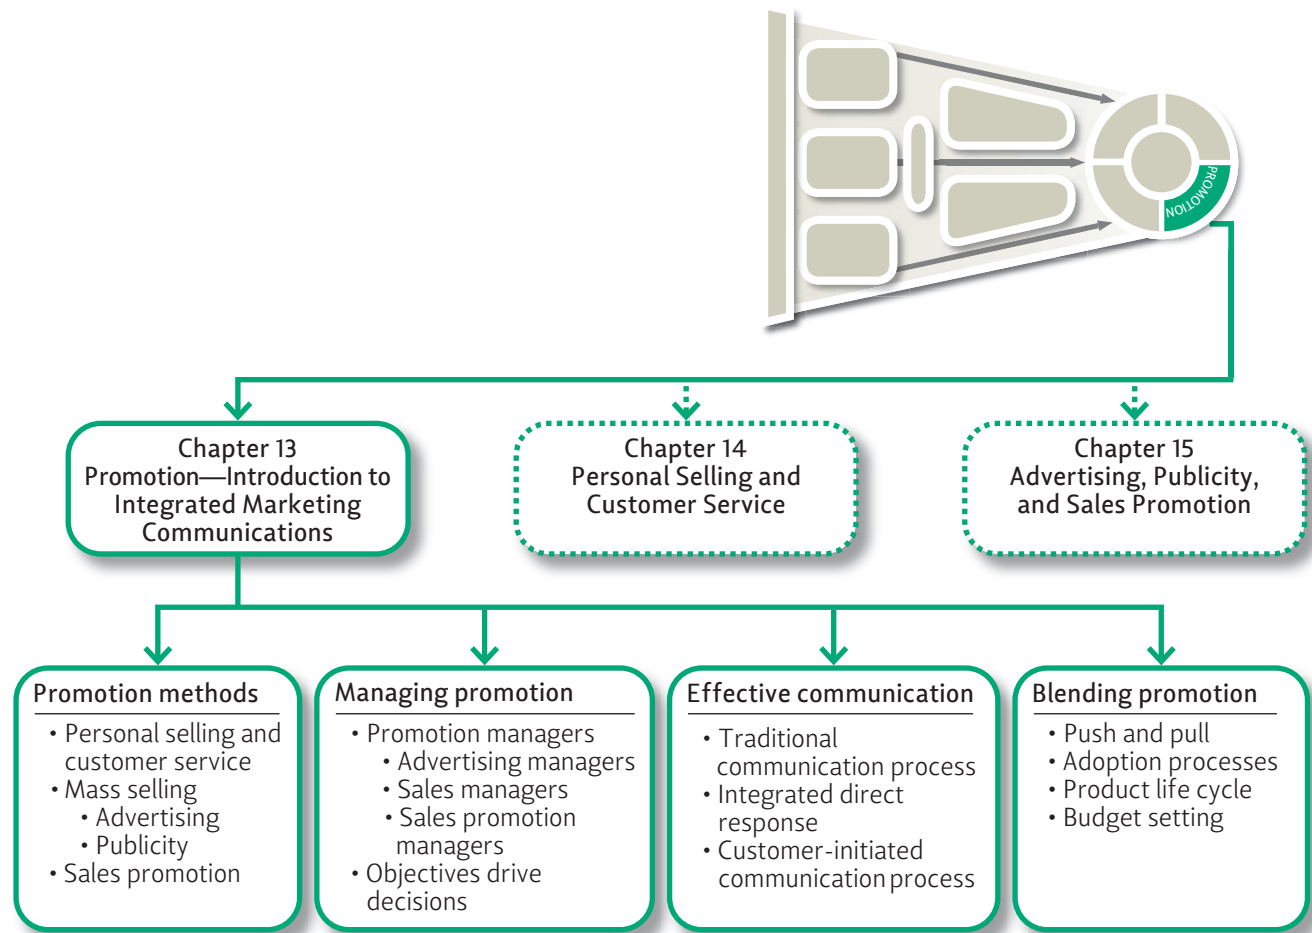 PROMOTION
Chapter 13
Promotion—Introduction to
Integrated Marketing
Communications
Chapter 14
Personal Selling and
Customer Service
Chapter 15
Advertising, Publicity,
and Sales Promotion
Promotion methods
• Personal selling and
customer service
• Mass selling
• Advertising
• Publicity
• Sales promotion
Managing promotion
• Promotion managers
• Advertising managers
• Sales managers
• Sales promotion
managers
• Objectives drive
decisions
Effective communication
• Traditional
communication process
• Integrated direct
response
• Customer-initiated
communication process
Blending promotion
• Push and pull
• Adoption processes
• Product life cycle
• Budget setting